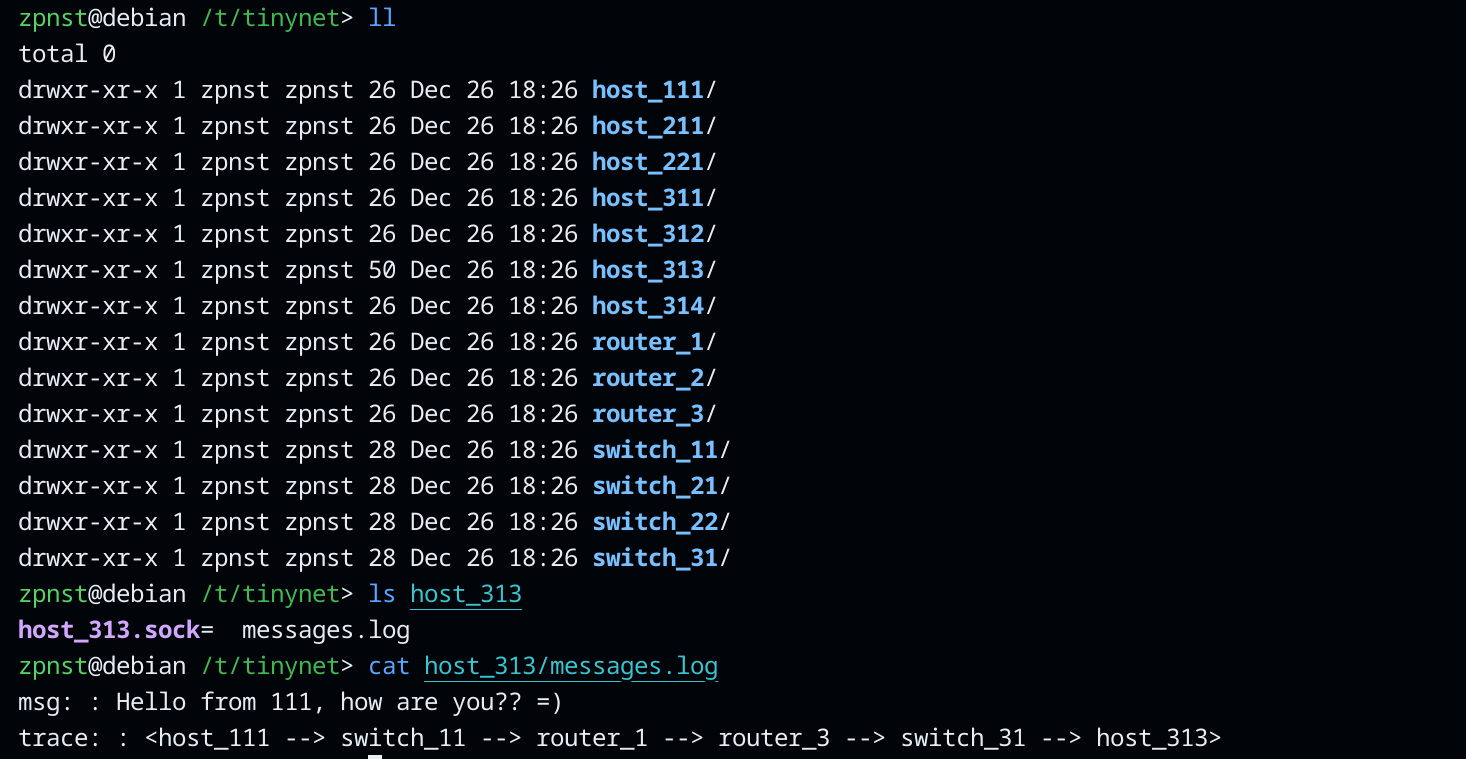 zpnst@debian /t/tinynet> ll
total 0
drwxr-xr-x 1 zpnst zpnst 26 Dec 26 18:26 host_111/
drwxr-xr-x 1 zpnst zpnst 26 Dec 26 18:26 host_211/
drwxr-xr-x 1 zpnst zpnst 26 Dec 26 18:26 host_221/
drwxr-xr-x 1 zpnst zpnst 26 Dec 26 18:26 host_311/
drwxr-xr-x 1 zpnst zpnst 26 Dec 26 18:26 host_312/
drwxr-xr-x 1 zpnst zpnst 50 Dec 26 18:26 host_313/
drwxr-xr-x 1 zpnst zpnst 26 Dec 26 18:26 host_314/
drwxr-xr-x 1 zpnst zpnst 26 Dec 26 18:26 router_1/
drwxr-xr-x 1 zpnst zpnst 26 Dec 26 18:26 router_2/
drwxr-xr-x 1 zpnst zpnst 26 Dec 26 18:26 router_3/
drwxr-xr-x 1 zpnst zpnst 28 Dec 26 18:26 switch_11/
drwxr-xr-x 1 zpnst zpnst 28 Dec 26 18:26 switch_21/
drwxr-xr-x 1 zpnst zpnst 28 Dec 26 18:26 switch_22/
drwxr-xr-x 1 zpnst zpnst 28 Dec 26 18:26 switch_31/
zpnst@debian /t/tinynet> ls host_313
host_313.sock=  messages.log
zpnst@debian /t/tinynet> cat host_313/messages.log
msg: : Hello from 111, how are you?? =)
trace: : <host_111 --> switch_11 --> router_1 --> router_3 --> switch_31 --> host_313>